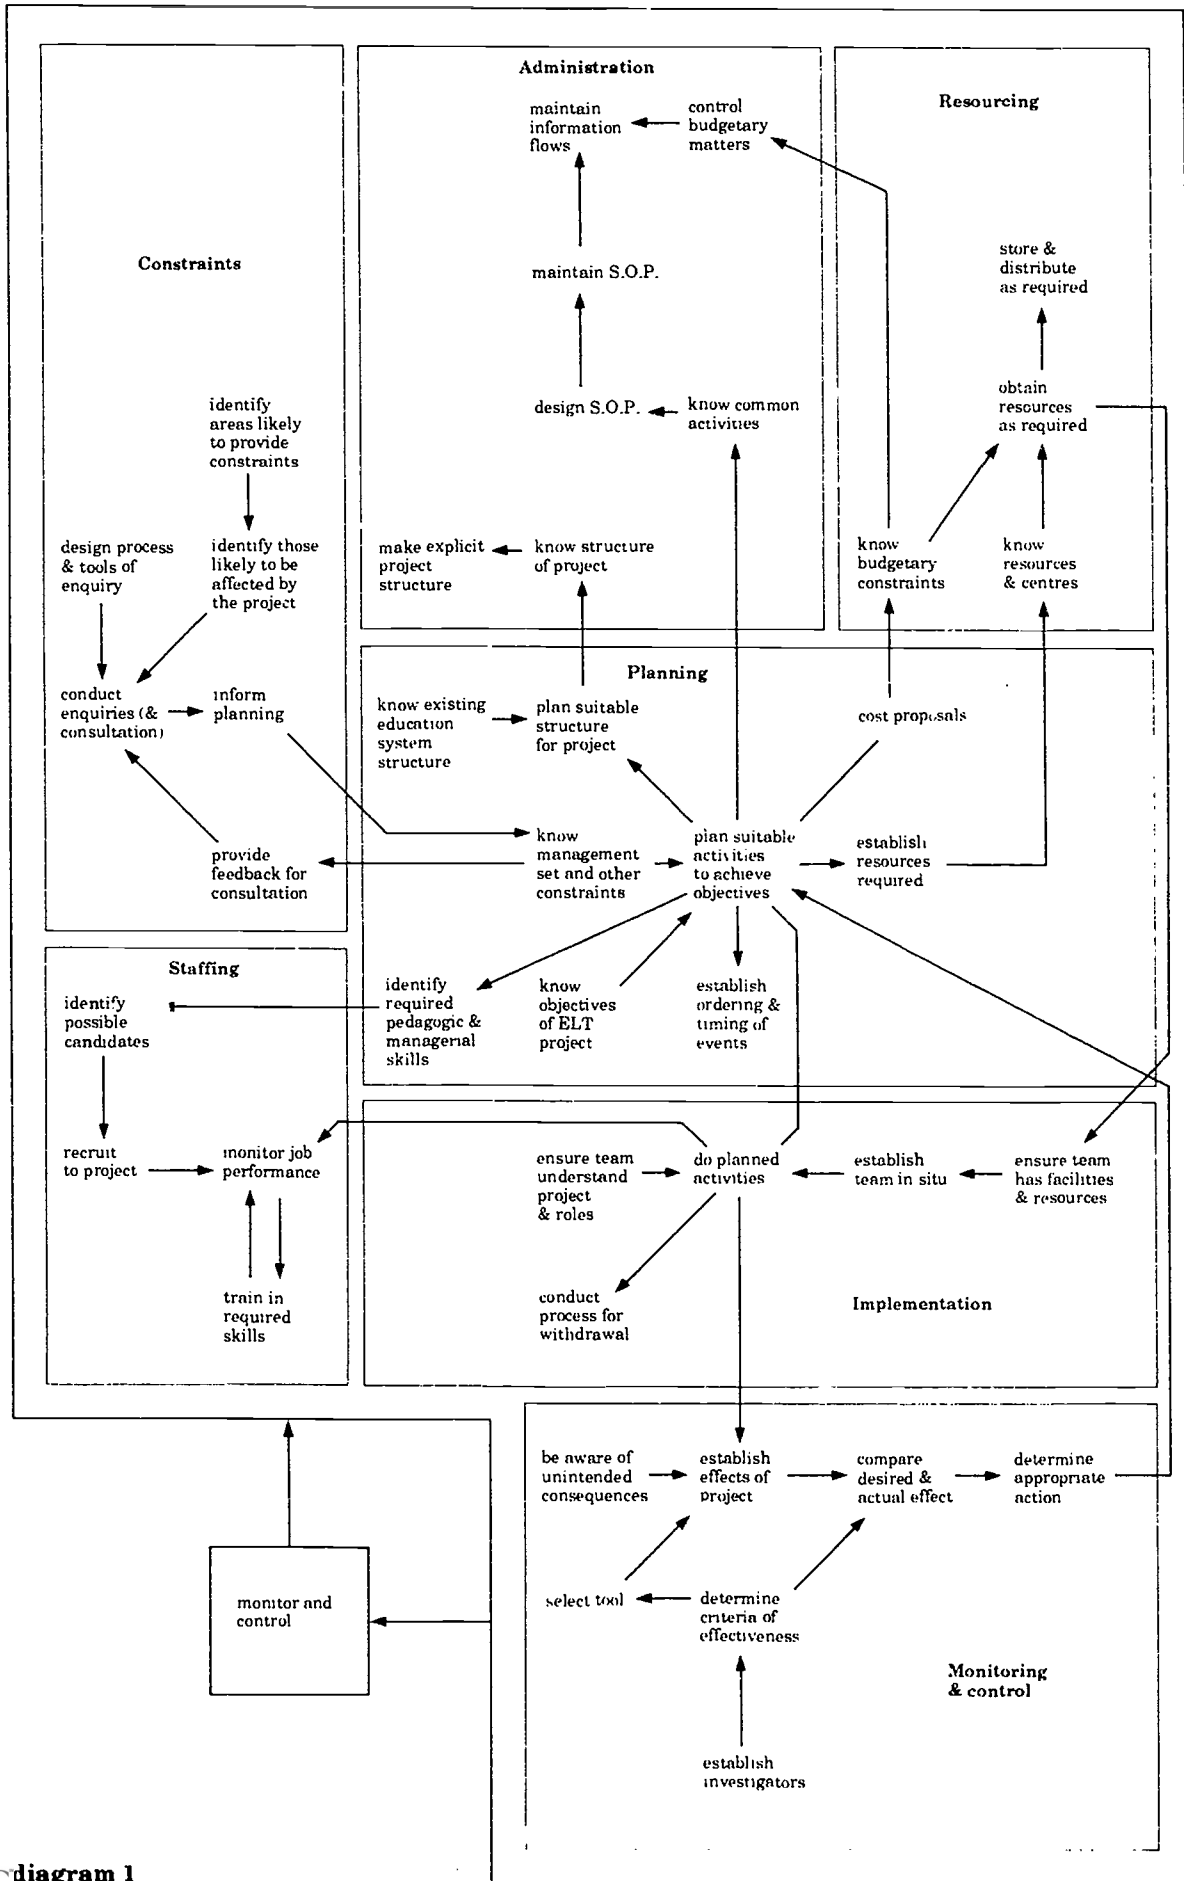 Constraints
identify
areas likely
to provide
constraints
design process
& tools of
enquiry
identify those
likely to be
affected by
the project
conduct
enquiries (&
consultation)
inform
planning
provide
feedback for
consultation
Administration
maintain
information
flows
control
budgetary
matters
maintain S.O.P.
design S.O.P.
know common
activities
make explicit
project
structure
know structure
of project
Resourcing
store &
distribute
as required
obtain
resources
as required
know
budgetary
constraints
know
resources
& centres
Planning
know existing
education
system
structure
plan suitable
structure
for project
cost proposals
know
management
set and other
constraints
plan suitable
activities
to achieve
objectives
establish
resources
required
identify
required
pedagogic &
managerial
skills
know
objectives
of ELT
project
establish
ordering &
timing of
events
Staffing
identify
possible
candidates
recruit
to project
monitor job
performance
train in
required
skills
ensure team
understand
project
& roles
do planned
activities
establish
team in situ
ensure team
has facilities
& resources
conduct
process for
withdrawal
Implementation
be aware of
unintended
consequences
establish
effects of
project
compare
desired &
actual effect
determine
appropriate
action
select tool
determine
criteria of
effectiveness
establish
investigators
Monitoring
& control
monitor and
control
diagram 1